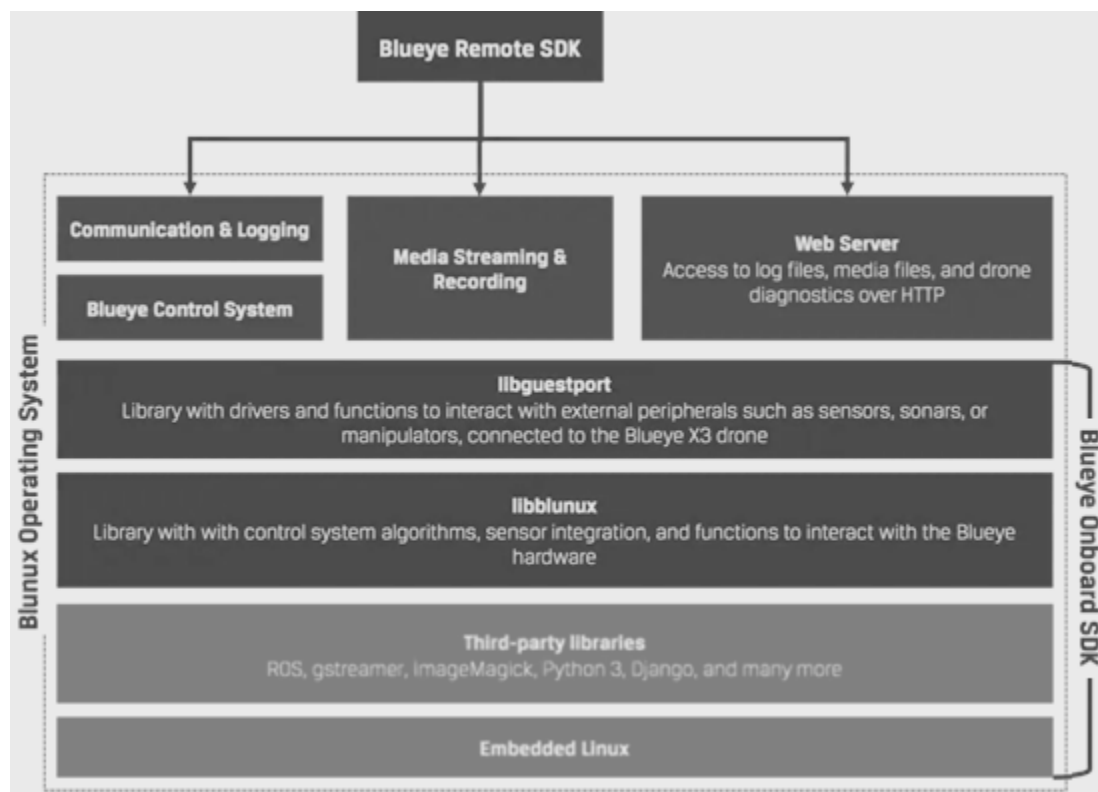 Blueye Remote SDK
Communication & Logging
Blueye Control System
Media Streaming &
Recording
Web Server
Access to log files, media files, and drone
diagnostics over HTTP
libguestport
Library with drivers and functions to interact with external peripherals such as sensors, sonars, or
manipulators, connected to the Blueye X3 drone
libblunux
Library with with control system algorithms, sensor integration, and functions to interact with the Blueye
hardware
Third-party libraries
ROS, gstreamer, ImageMagick, Python 3, Django, and many more
Embedded Linux
Blunux Operating System
Blueye Onboard SDK